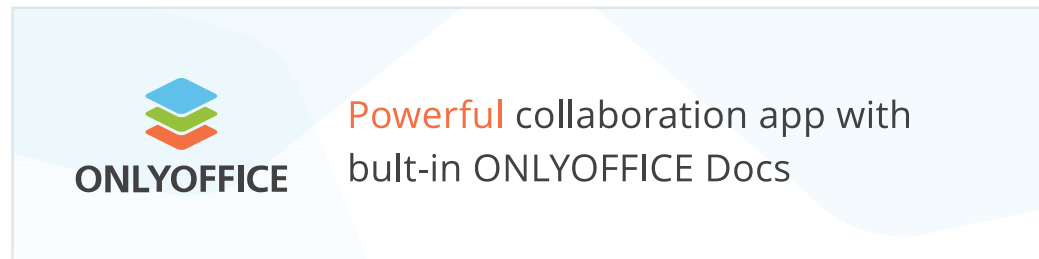 Powerful collaboration app with
bult-in ONLYOFFICE Docs
ONLYOFFICE